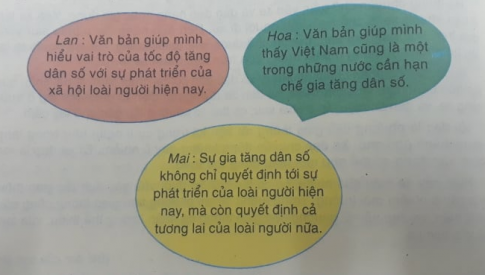 Lan : Văn bản giúp mình
hiểu vai trò của tốc độ tăng
dân số với sự phát triển của
xã hội loài người hiện nay.
Hoa : Văn bản giúp mình
thấy Việt Nam cũng là một
trong những nước cần hạn
chế gia tăng dân số.
Mai : Sự gia tăng dân số
không chỉ quyết định tới sự
phát triển của loài người hiện
nay, mà còn quyết định cả
tương lai của loài người nữa.